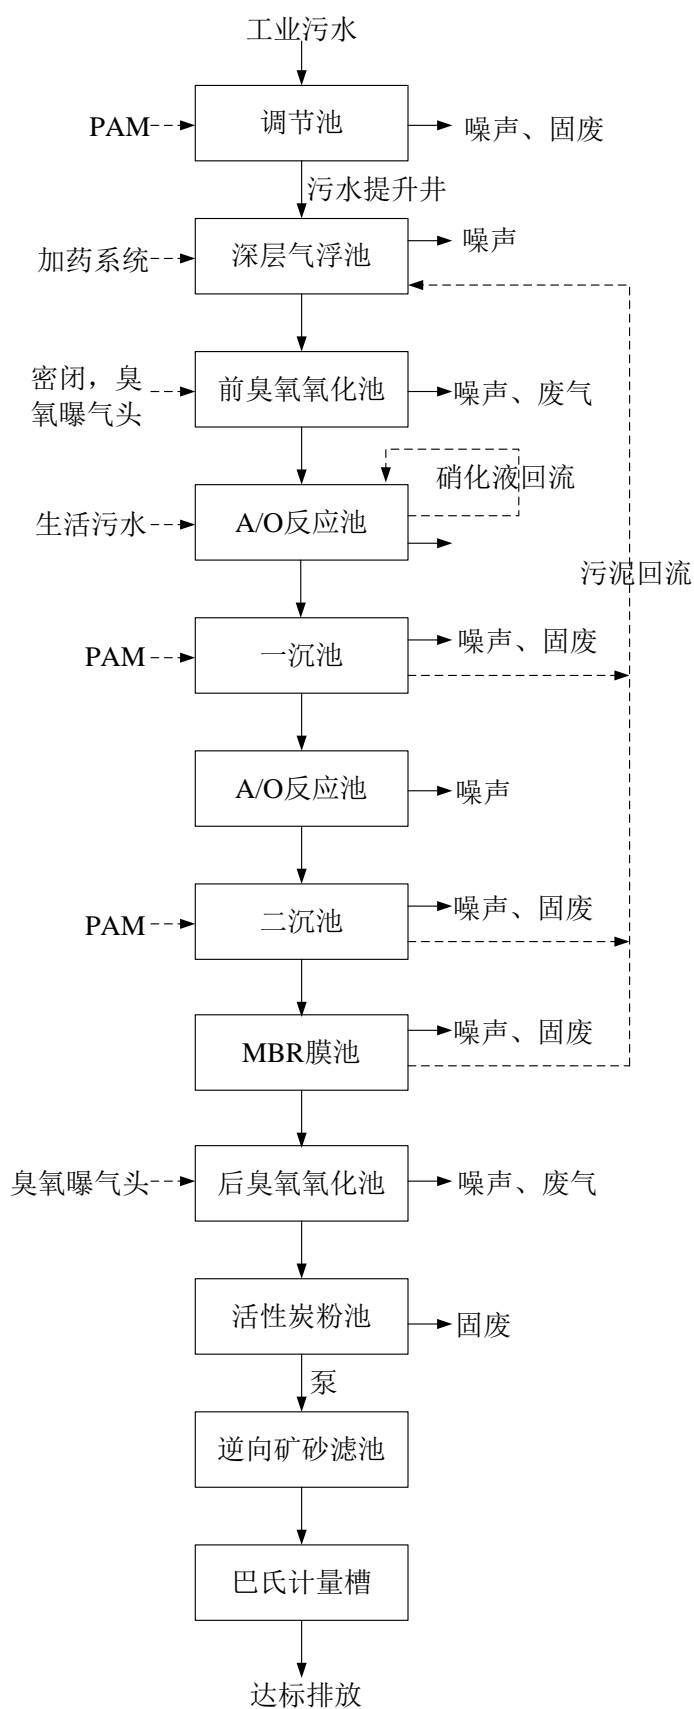 工业污水
PAM
调节池
噪声、固废
污水提升井
加药系统
深层气浮池
噪声
密闭，臭
氧曝气头
前臭氧氧化池
噪声、废气
硝化液回流
生活污水
A/O反应池
污泥回流
PAM
一沉池
噪声、固废
A/O反应池
噪声
PAM
二沉池
噪声、固废
MBR膜池
噪声、固废
臭氧曝气头
后臭氧氧化池
噪声、废气
活性炭粉池
固废
泵
逆向矿砂滤池
巴氏计量槽
达标排放